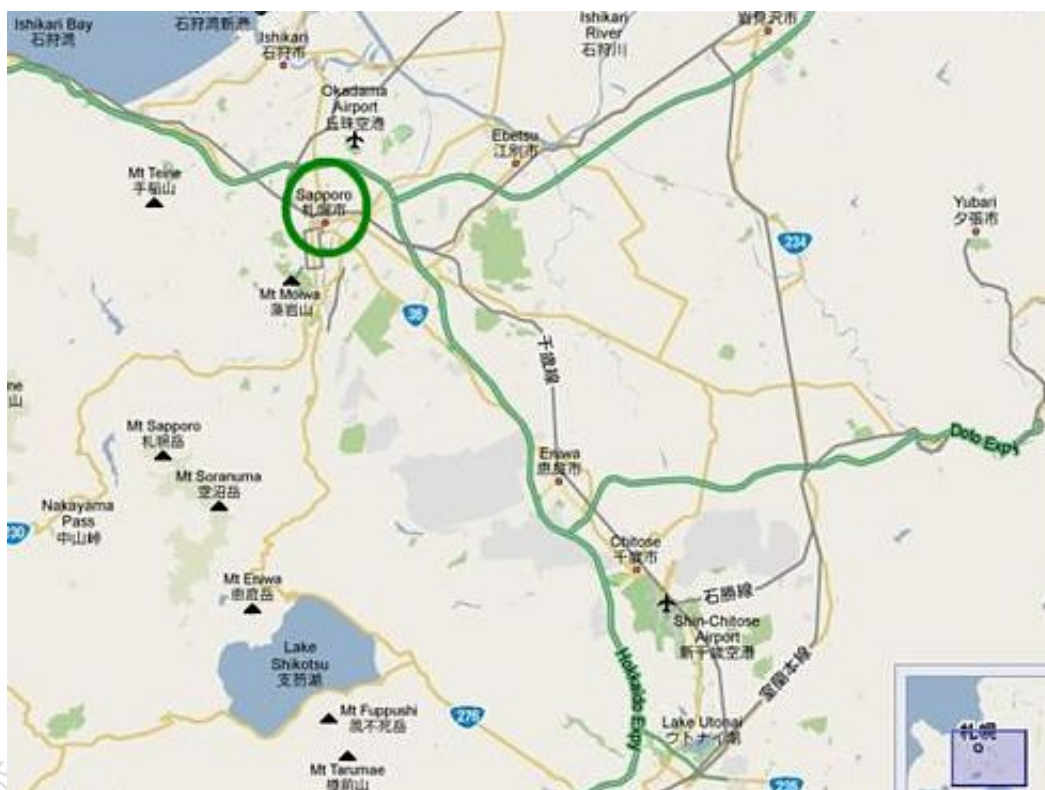 Ishikari Bay
石狩湾
石狩湾新港
Ishikari
石狩市
Ishikari
River
石狩川
岩見沢市
Okadama
Airport
丘珠空港
Ebetsu
江別市
Mt Teine
手稲山
Sapporo
札幌市
Yubari
夕張市
234
Mt Moiwa
藻岩山
36
千歳線
Mt Sapporo
札幌岳
Mt Soranuma
空沼岳
Doto Expy
Eniwa
恵庭市
Nakayama
Pass
中山峠
230
Chitose
千歳市
Mt Eniwa
恵庭岳
石勝線
Shin-Chitose
Airport
新千歳空港
Lake
Shikotsu
支笏湖
室蘭本線
Hokkaido Expy
Mt Fuppushi
風不死岳
276
Lake Utonai
ウトナイ湖
札幌
Mt Tarumae
樽前山
235